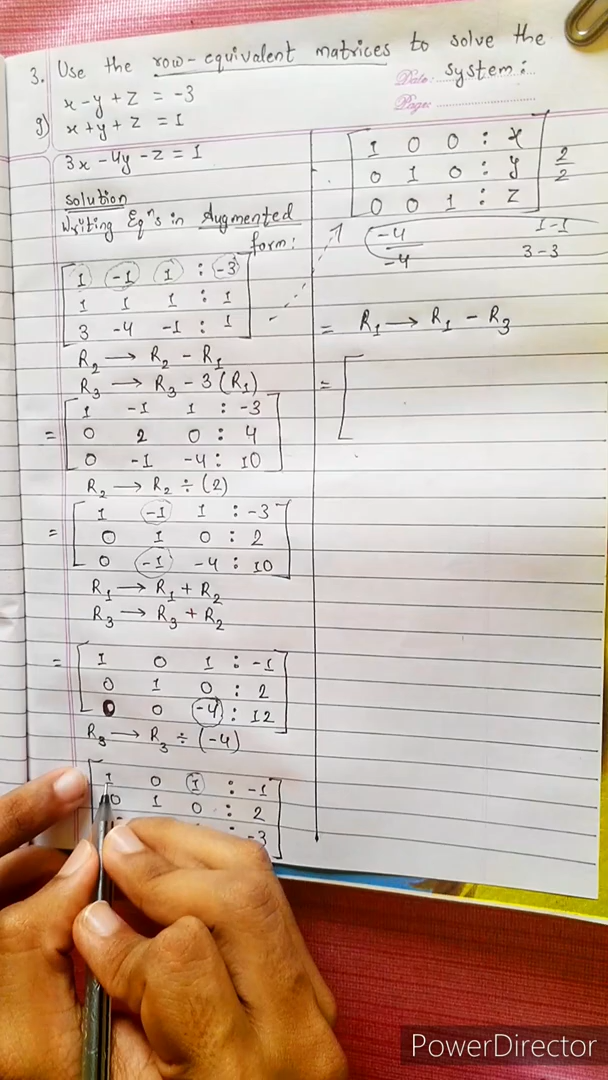 3. Use the row-equivalent matrices to solve the
system:
Date:
Page:
g) x-y+z = -3
x+y+z = 1
3x-4y-z = 1
solution
Writing Eqns in Augmented
form:
[ 1 -1 1 : -3
1 1 1 : 1
3 -4 -1 : 1 ]
R2 → R2 - R1
R3 → R3 - 3(R1)
= [ 1 -1 1 : -3
0 2 0 : 4
0 -1 -4 : 10 ]
R2 → R2 ÷ (2)
= [ 1 -1 1 : -3
0 1 0 : 2
0 -1 -4 : 10 ]
R1 → R1 + R2
R3 → R3 + R2
= [ 1 0 1 : -1
0 1 0 : 2
0 0 -4 : 12 ]
R3 → R3 ÷ (-4)
[ 1 0 1 : -1
0 1 0 : 2
: -3 ]
[ 1 0 0 : x
0 1 0 : y
0 0 1 : z ]
2/2
-4/-4
1-1
3-3
= R1 → R1 - R3
= [
PowerDirector